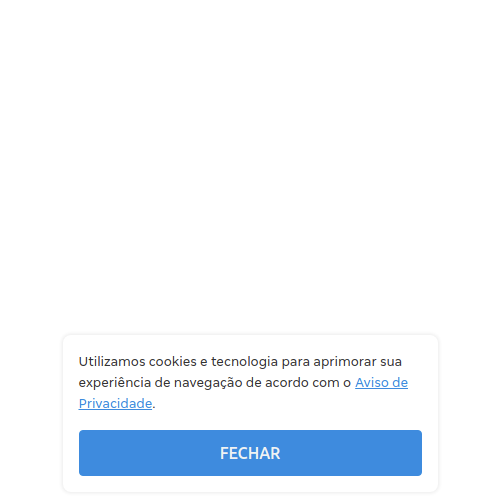 Utilizamos cookies e tecnologia para aprimorar sua
experiência de navegação de acordo com o Aviso de
Privacidade.
FECHAR